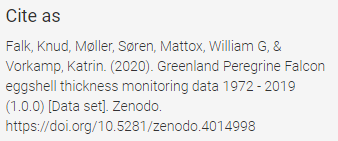 Cite as
Falk, Knud, Møller, Søren, Mattox, William G, &
Vorkamp, Katrin. (2020). Greenland Peregrine Falcon
eggshell thickness monitoring data 1972 - 2019
(1.0.0) [Data set]. Zenodo.
https://doi.org/10.5281/zenodo.4014998